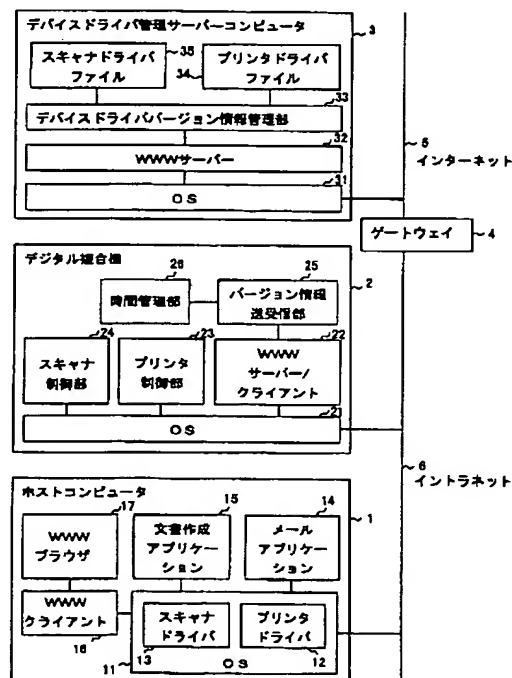 デバイスドライバ管理サーバーコンピュータ
3
スキャナドライバ
ファイル
35
プリンタドライバ
ファイル
34
33
デバイスドライババージョン情報管理部
32
WWWサーバー
31
OS
5
インターネット
ゲートウェイ
4
デジタル複合機
2
26
時間管理部
25
バージョン情報
送受信部
24
スキャナ
制御部
23
プリンタ
制御部
22
WWW
サーバー/
クライアント
21
OS
6
イントラネット
ホストコンピュータ
1
17
WWW
ブラウザ
15
文書作成
アプリケー
ション
14
メール
アプリケー
ション
WWW
クライアント
16
スキャナ
ドライバ
13
プリンタ
ドライバ
12
11
OS